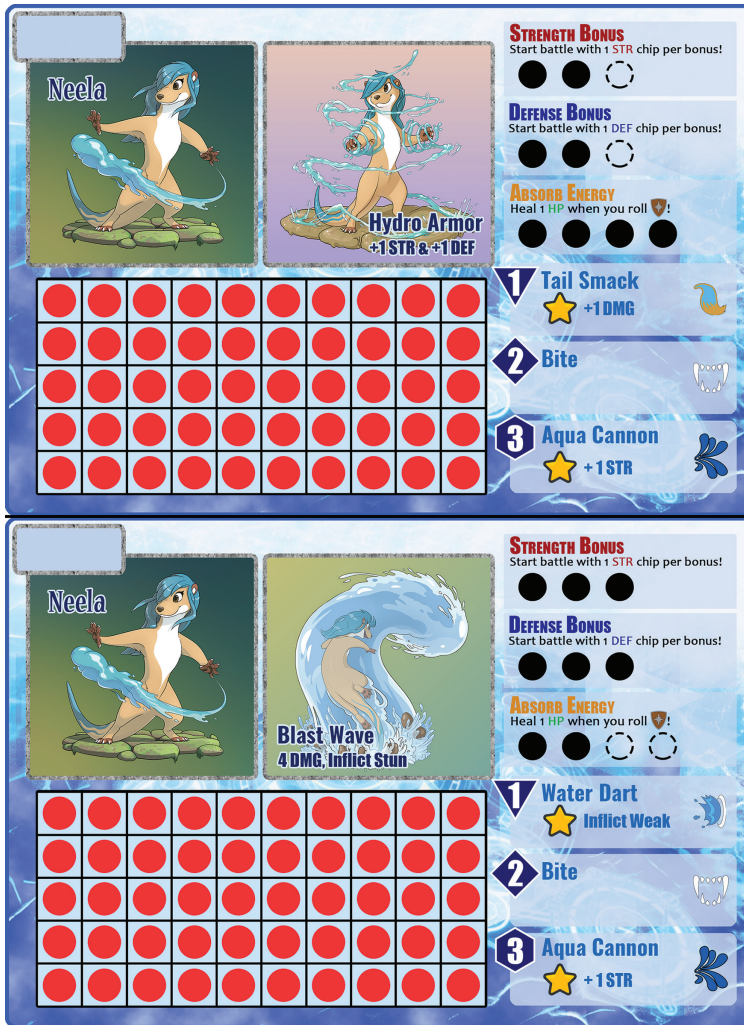 Neela
Hydro Armor
+1 STR & +1 DEF
Strength Bonus
Start battle with 1 STR chip per bonus!
Defense Bonus
Start battle with 1 DEF chip per bonus!
Absorb Energy
Heal 1 HP when you roll !
1 Tail Smack
+1 DMG
2 Bite
3 Aqua Cannon
+ 1 STR
Neela
Blast Wave
4 DMG, Inflict Stun
Strength Bonus
Start battle with 1 STR chip per bonus!
Defense Bonus
Start battle with 1 DEF chip per bonus!
Absorb Energy
Heal 1 HP when you roll !
1 Water Dart
Inflict Weak
2 Bite
3 Aqua Cannon
+ 1 STR